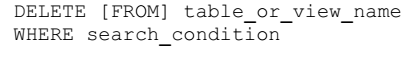 DELETE [FROM] table_or_view_name
WHERE search_condition